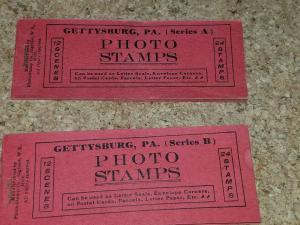 GETTYSBURG, PA. (Series A)
12 SCENES
PHOTO
STAMPS
24 STAMPS
Can be used as Letter Seals, Envelope Corners,
on Postal Cards, Parcels, Letter Paper, Etc.
GETTYSBURG, PA. (Series B)
12 SCENES
PHOTO
STAMPS
24 STAMPS
Can be used as Letter Seals, Envelope Corners,
on Postal Cards, Parcels, Letter Paper, Etc.